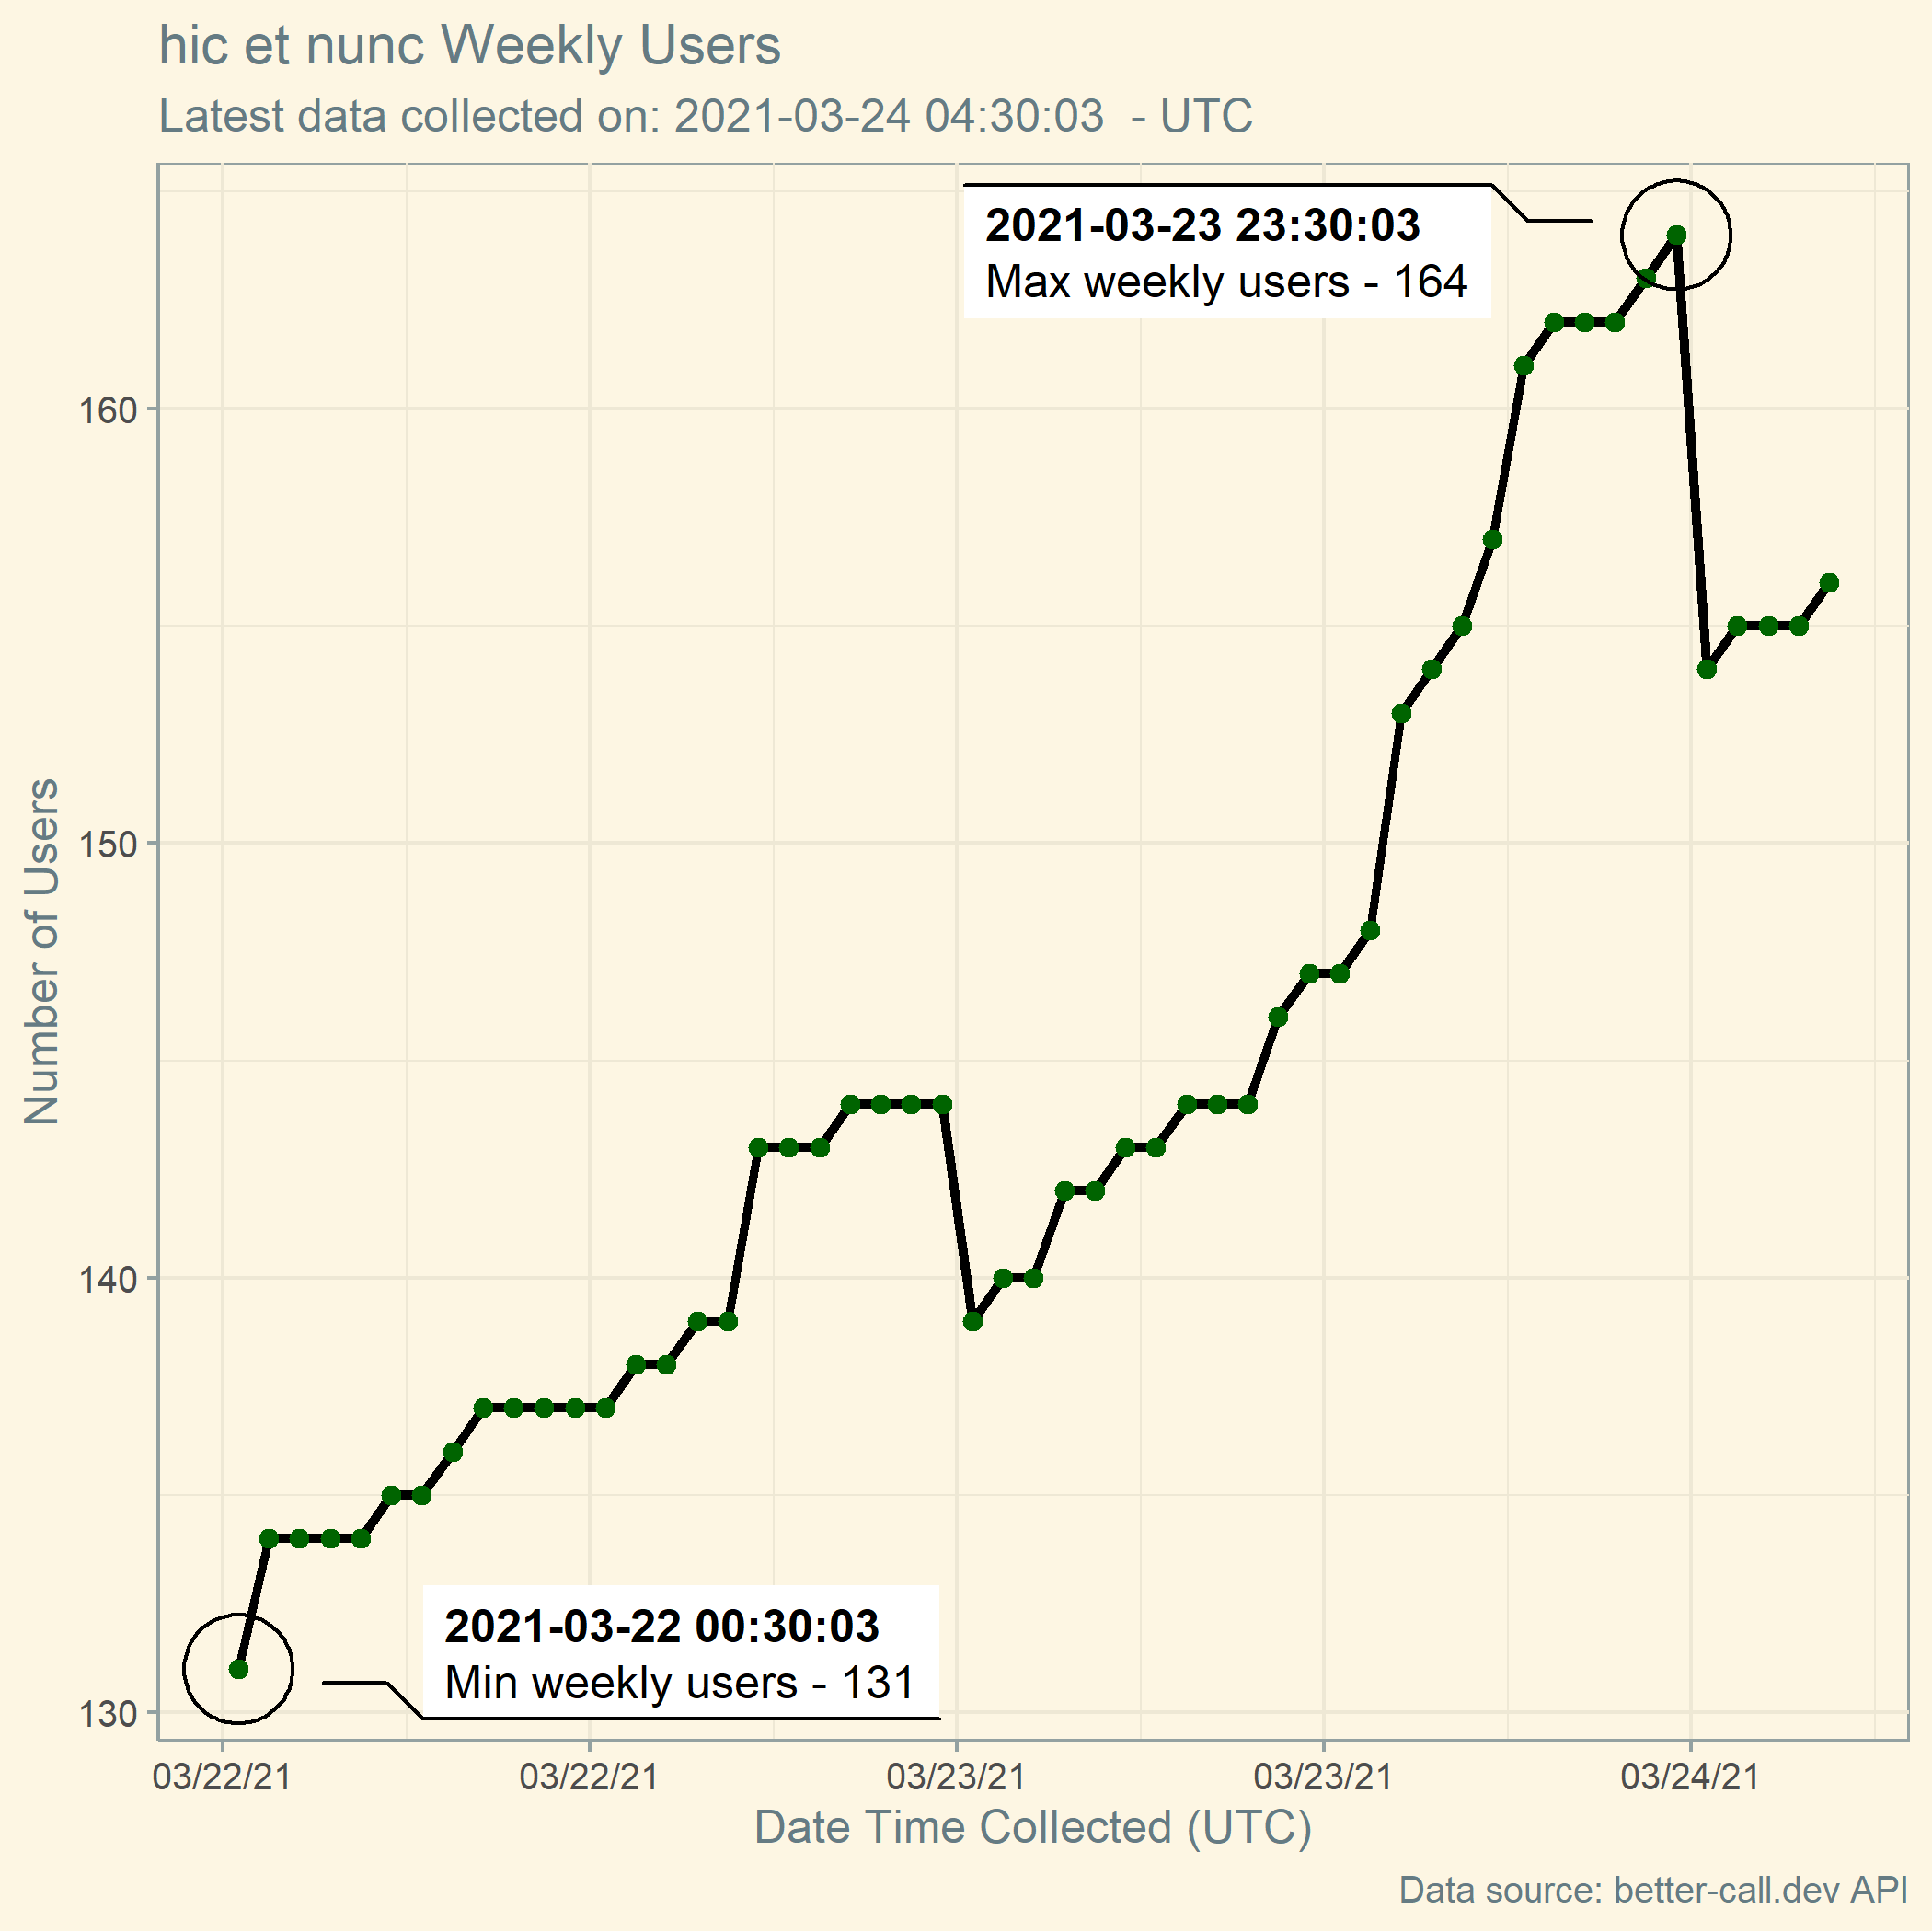 hic et nunc Weekly Users
Latest data collected on: 2021-03-24 04:30:03  - UTC
2021-03-23 23:30:03
Max weekly users - 164
160
150
140
130
Number of Users
2021-03-22 00:30:03
Min weekly users - 131
03/22/21 03/22/21 03/23/21 03/23/21 03/24/21
Date Time Collected (UTC)
Data source: better-call.dev API